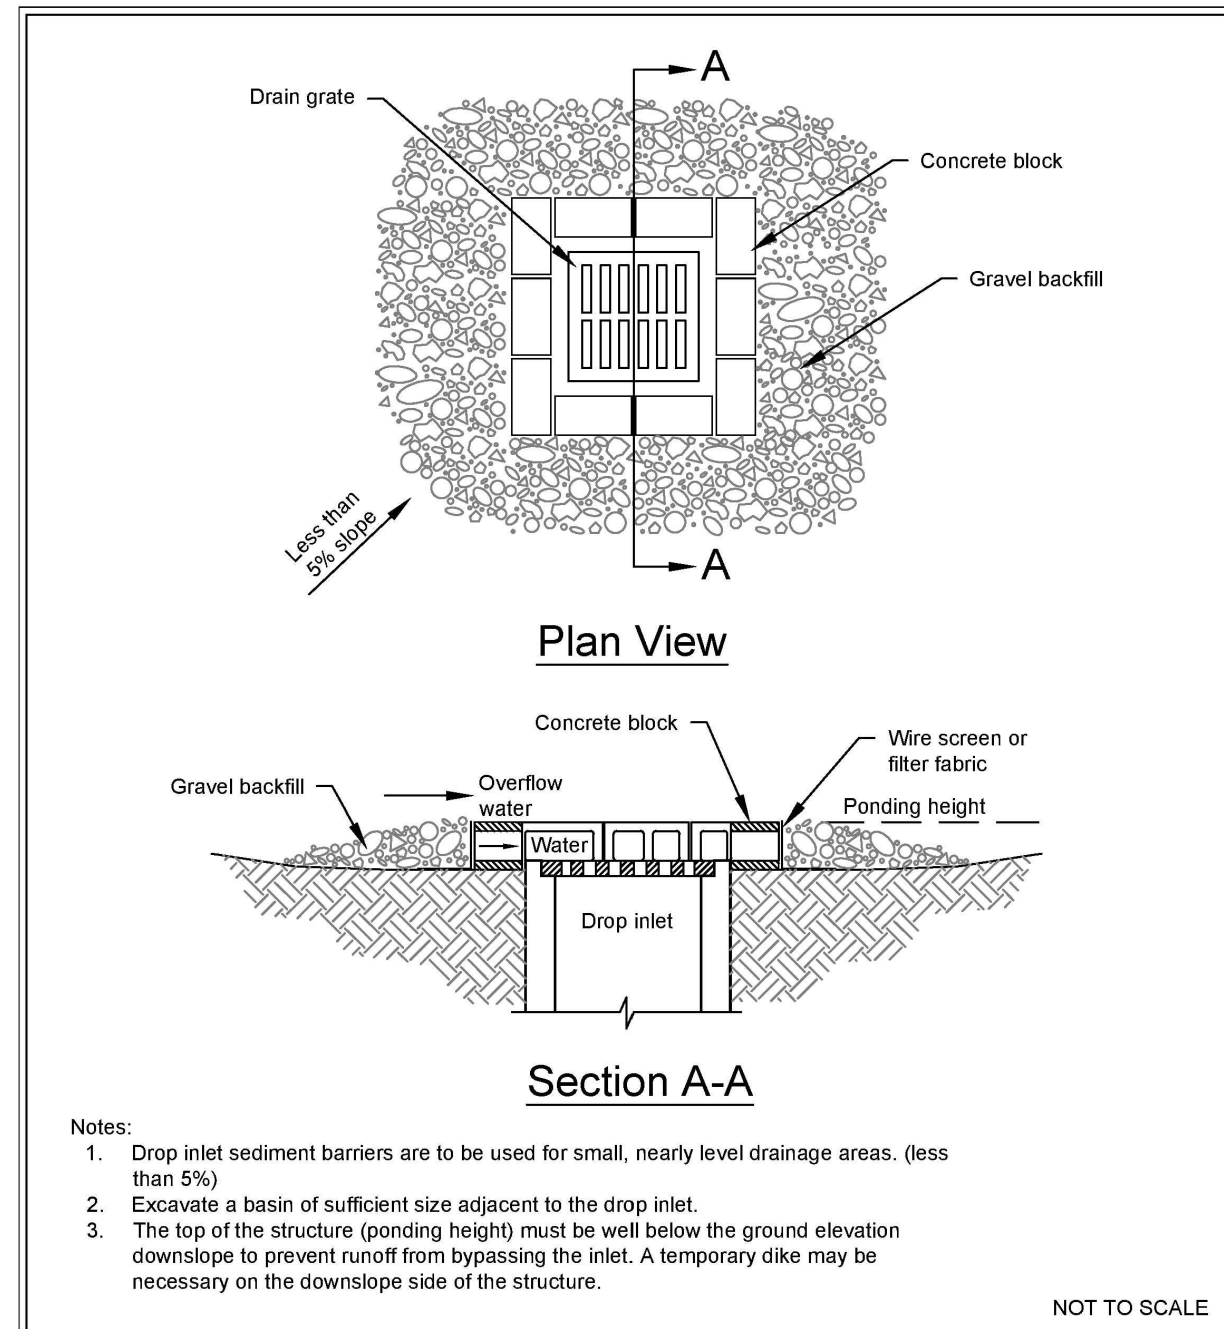 A
Drain grate
Concrete block
Gravel backfill
Less than
5% slope
A
Plan View
Concrete block
Wire screen or
filter fabric
Gravel backfill
Overflow
water
Ponding height
Water
Drop inlet
Section A-A
Notes:
1. Drop inlet sediment barriers are to be used for small, nearly level drainage areas. (less
than 5%)
2. Excavate a basin of sufficient size adjacent to the drop inlet.
3. The top of the structure (ponding height) must be well below the ground elevation
downslope to prevent runoff from bypassing the inlet. A temporary dike may be
necessary on the downslope side of the structure.
NOT TO SCALE